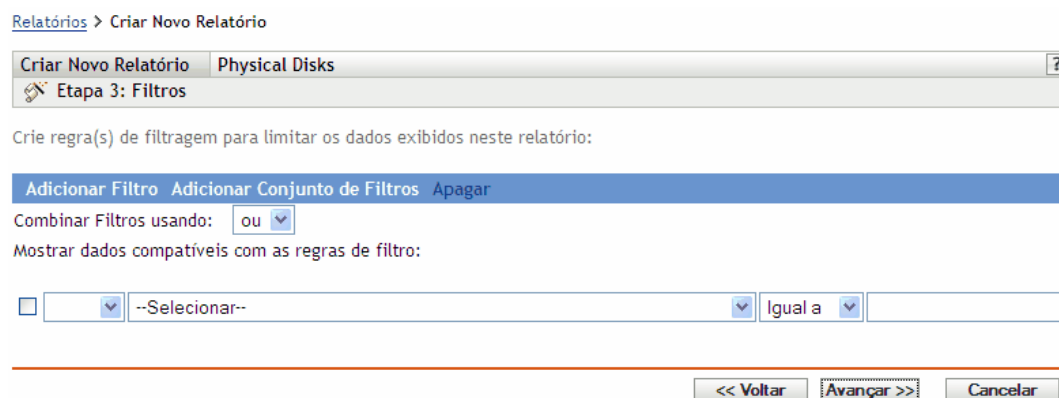 Relatórios > Criar Novo Relatório
Criar Novo Relatório Physical Disks ?
Etapa 3: Filtros
Crie regra(s) de filtragem para limitar os dados exibidos neste relatório:
Adicionar Filtro Adicionar Conjunto de Filtros Apagar
Combinar Filtros usando: ou
Mostrar dados compatíveis com as regras de filtro:
--Selecionar-- Igual a
<< Voltar Avançar >> Cancelar